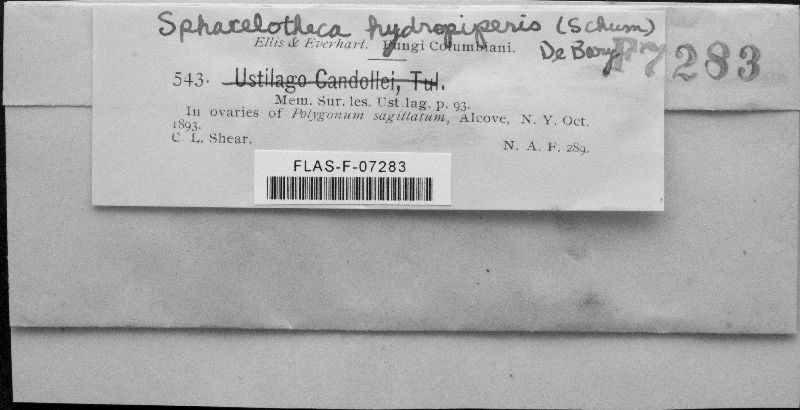 Sphacelotheca hydropiperis (Schum)
De Bary
Ellis & Everhart. Fungi Columbiani.
F7283
543. Ustilago Candollei, Tul.
Mem. Sur. les. Ust.lag. p. 93.
In ovaries of Polygonum sagittatum, Alcove, N. Y. Oct.
1893.
C. L. Shear.
N. A. F. 289.
FLAS-F-07283